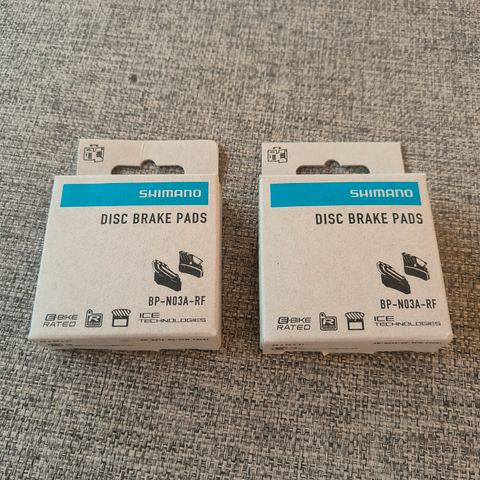 SHIMANO
DISC BRAKE PADS
BP-N03A-RF
E-BIKE
RATED
R
ICE
TECHNOLOGIES
SHIMANO
DISC BRAKE PADS
BP-N03A-RF
E-BIKE
RATED
R
ICE
TECHNOLOGIES